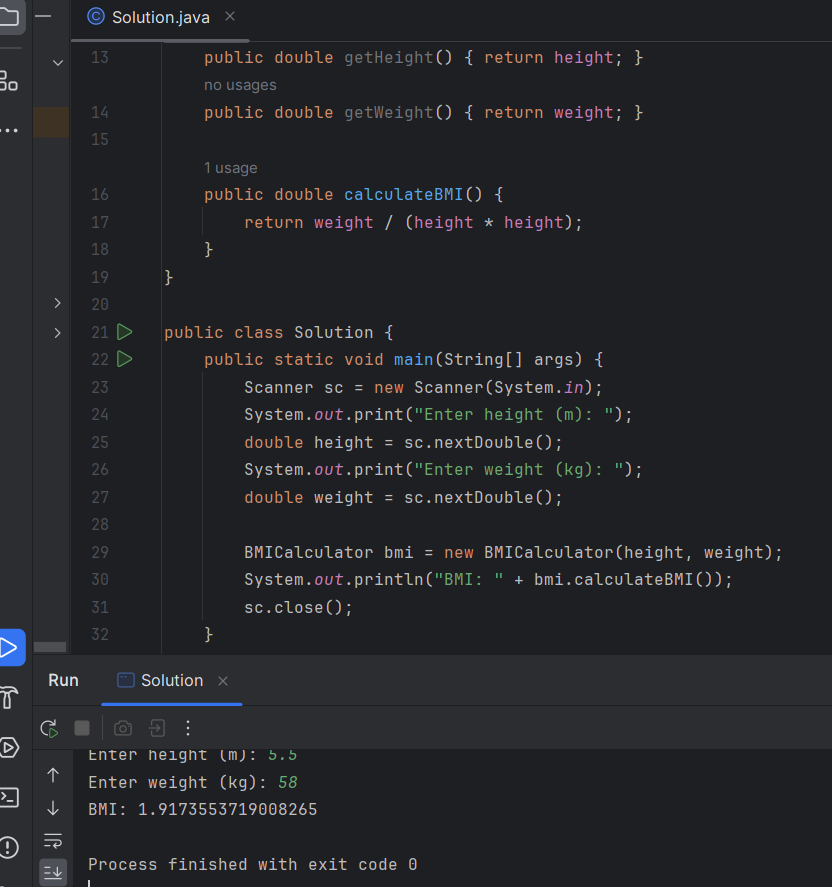 Solution.java
13 public double getHeight() { return height; }
no usages
14 public double getWeight() { return weight; }
15
1 usage
16 public double calculateBMI() {
17 return weight / (height * height);
18 }
19 }
20
21 public class Solution {
22 public static void main(String[] args) {
23 Scanner sc = new Scanner(System.in);
24 System.out.print("Enter height (m): ");
25 double height = sc.nextDouble();
26 System.out.print("Enter weight (kg): ");
27 double weight = sc.nextDouble();
28
29 BMICalculator bmi = new BMICalculator(height, weight);
30 System.out.println("BMI: " + bmi.calculateBMI());
31 sc.close();
32 }
Run Solution
Enter height (m): 5.5
Enter weight (kg): 58
BMI: 1.9173553719008265
Process finished with exit code 0